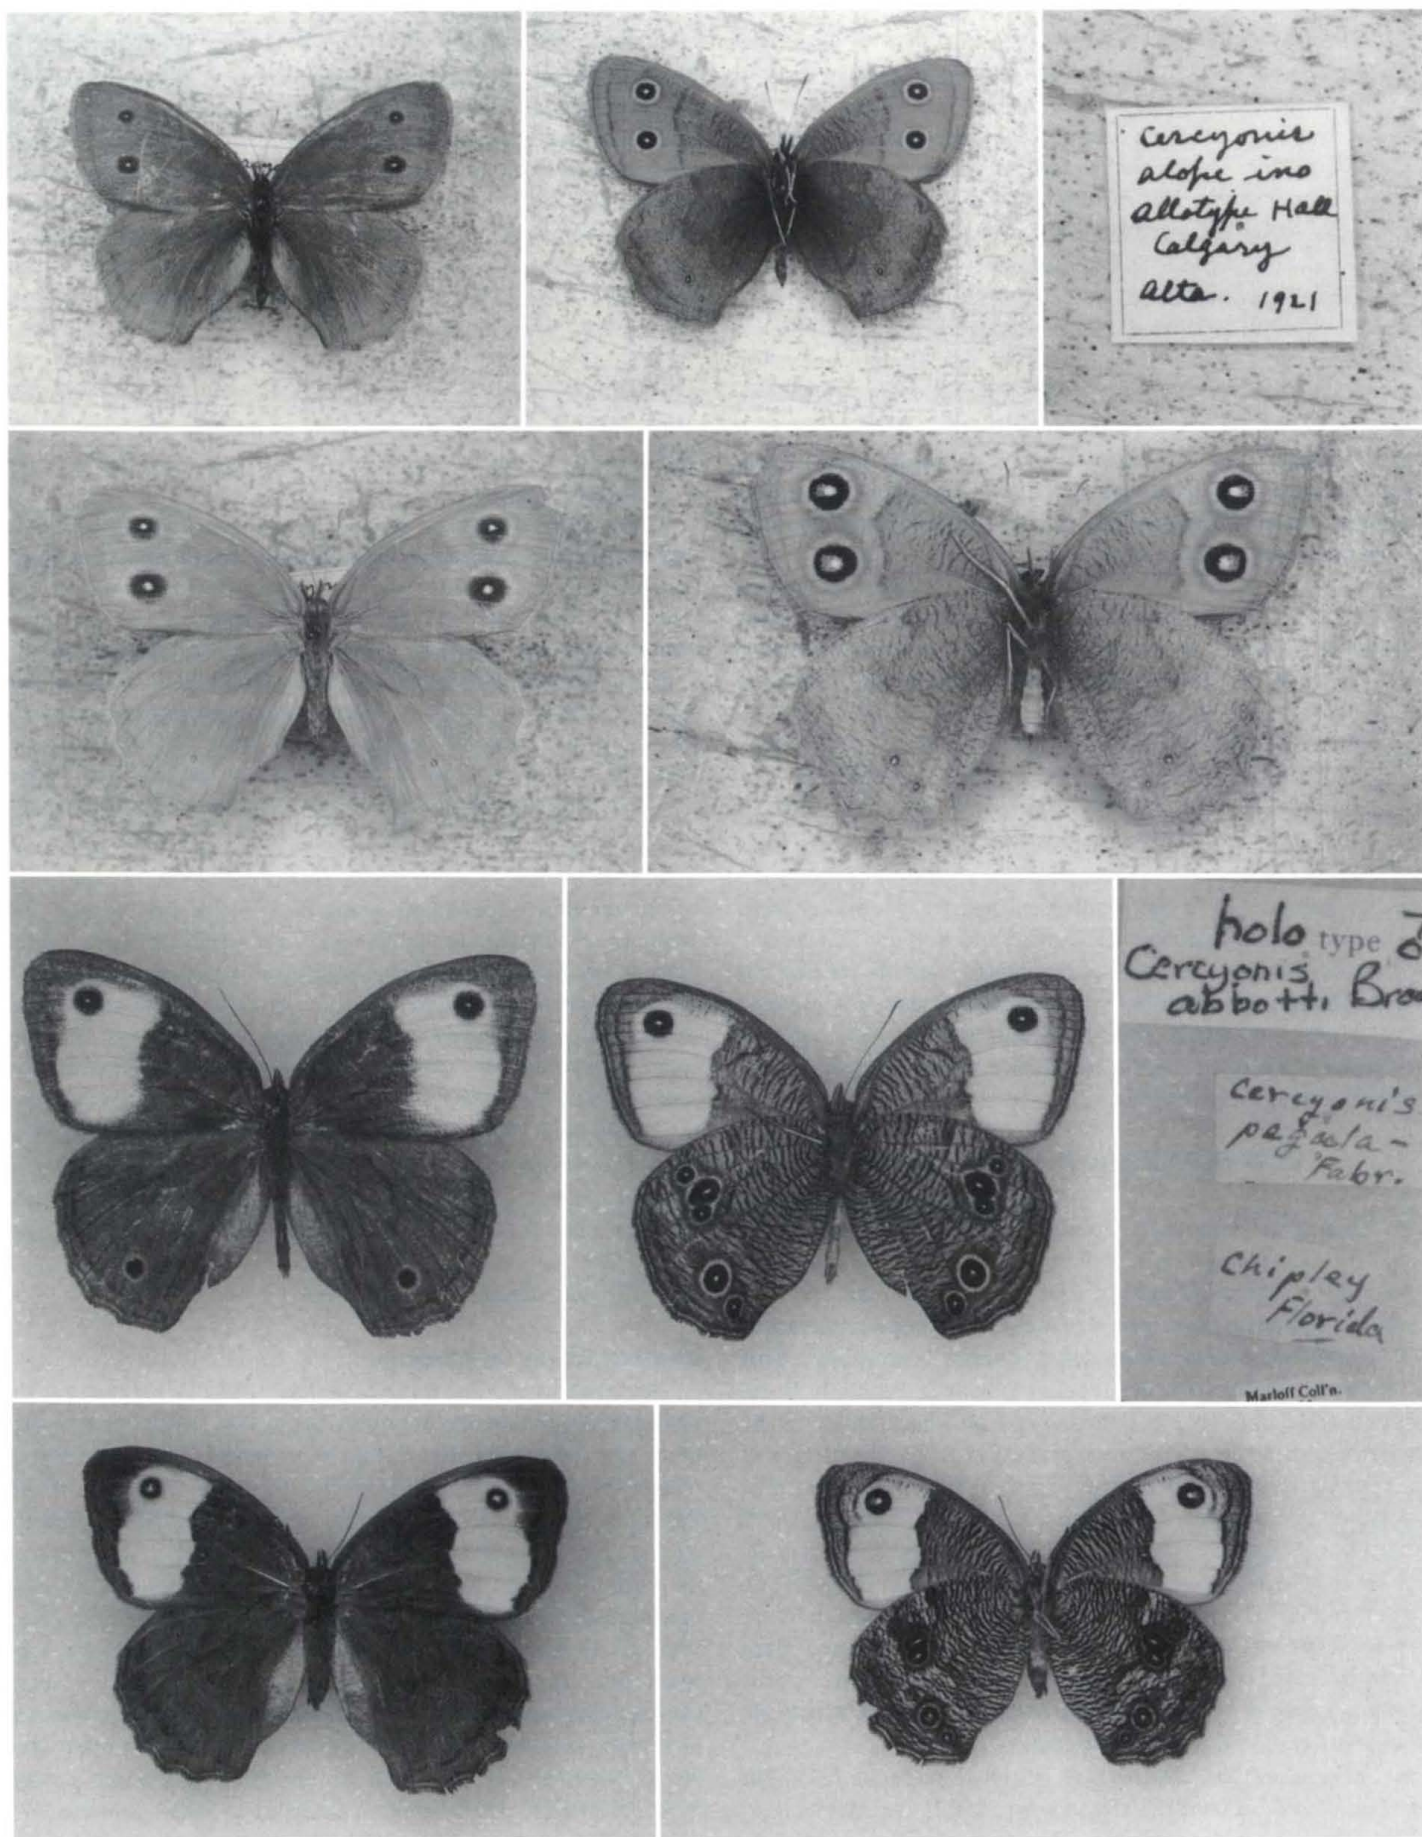 Cercyonis
alope ino
allotype Hall
Calgary
Alta. 1921
holo type
Cercyonis
abbotti Bro
Cercyonis
pegala -
Fabr.
Chipley
Florida
Marloff Coll'n.